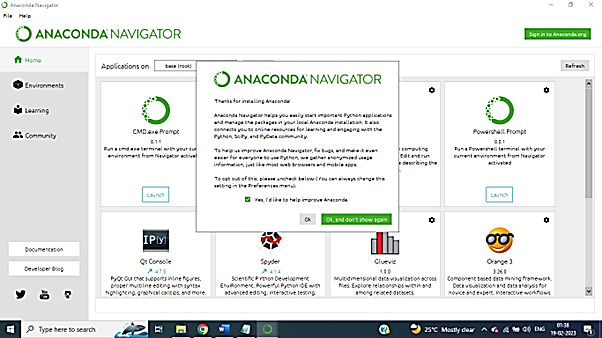 Anaconda Navigator
File Help
ANACONDA NAVIGATOR
Sign in to Anaconda.org
Home
Environments
Learning
Community
Documentation
Developer Blog
Applications on
base (root)
Refresh
ANACONDA NAVIGATOR
Thanks for installing Anaconda!
Anaconda Navigator helps you easily start important Python applications
and manage the packages in your local Anaconda installation. It also
connects you to online resources for learning and engaging with the
Python, SciPy, and PyData community.
To help us improve Anaconda Navigator, fix bugs, and make it even
easier for everyone to use Python, we gather anonymized usage
information, just like most web browsers and mobile apps.
To opt out of this, please uncheck below (You can always change this
setting in the Preferences menu).
Yes, I'd like to help improve Anaconda.
Ok
Ok, and don't show again
CMD.exe Prompt
0.1.1
Run a cmd.exe terminal with your current
environment from Navigator activated
Launch
computing
Edit and run
describing the
Powershell Prompt
0.0.1
Run a Powershell terminal with your
current environment from Navigator
activated
Launch
IP[y]:
Qt Console
4.7.5
PyQt GUI that supports inline figures,
proper multiline editing with syntax
highlighting, graphical calltips, and more.
Spyder
4.1.4
Scientific PYthon Development
EnviRonment. Powerful Python IDE with
advanced editing, interactive testing,
Glueviz
1.0.0
Multidimensional data visualization across
files. Explore relationships within and
among related datasets.
Orange 3
3.26.0
Component based data mining framework.
Data visualization and data analysis for
novice and expert. Interactive workflows
Type here to search
25°C Mostly clear
ENG
01:38
19-02-2023